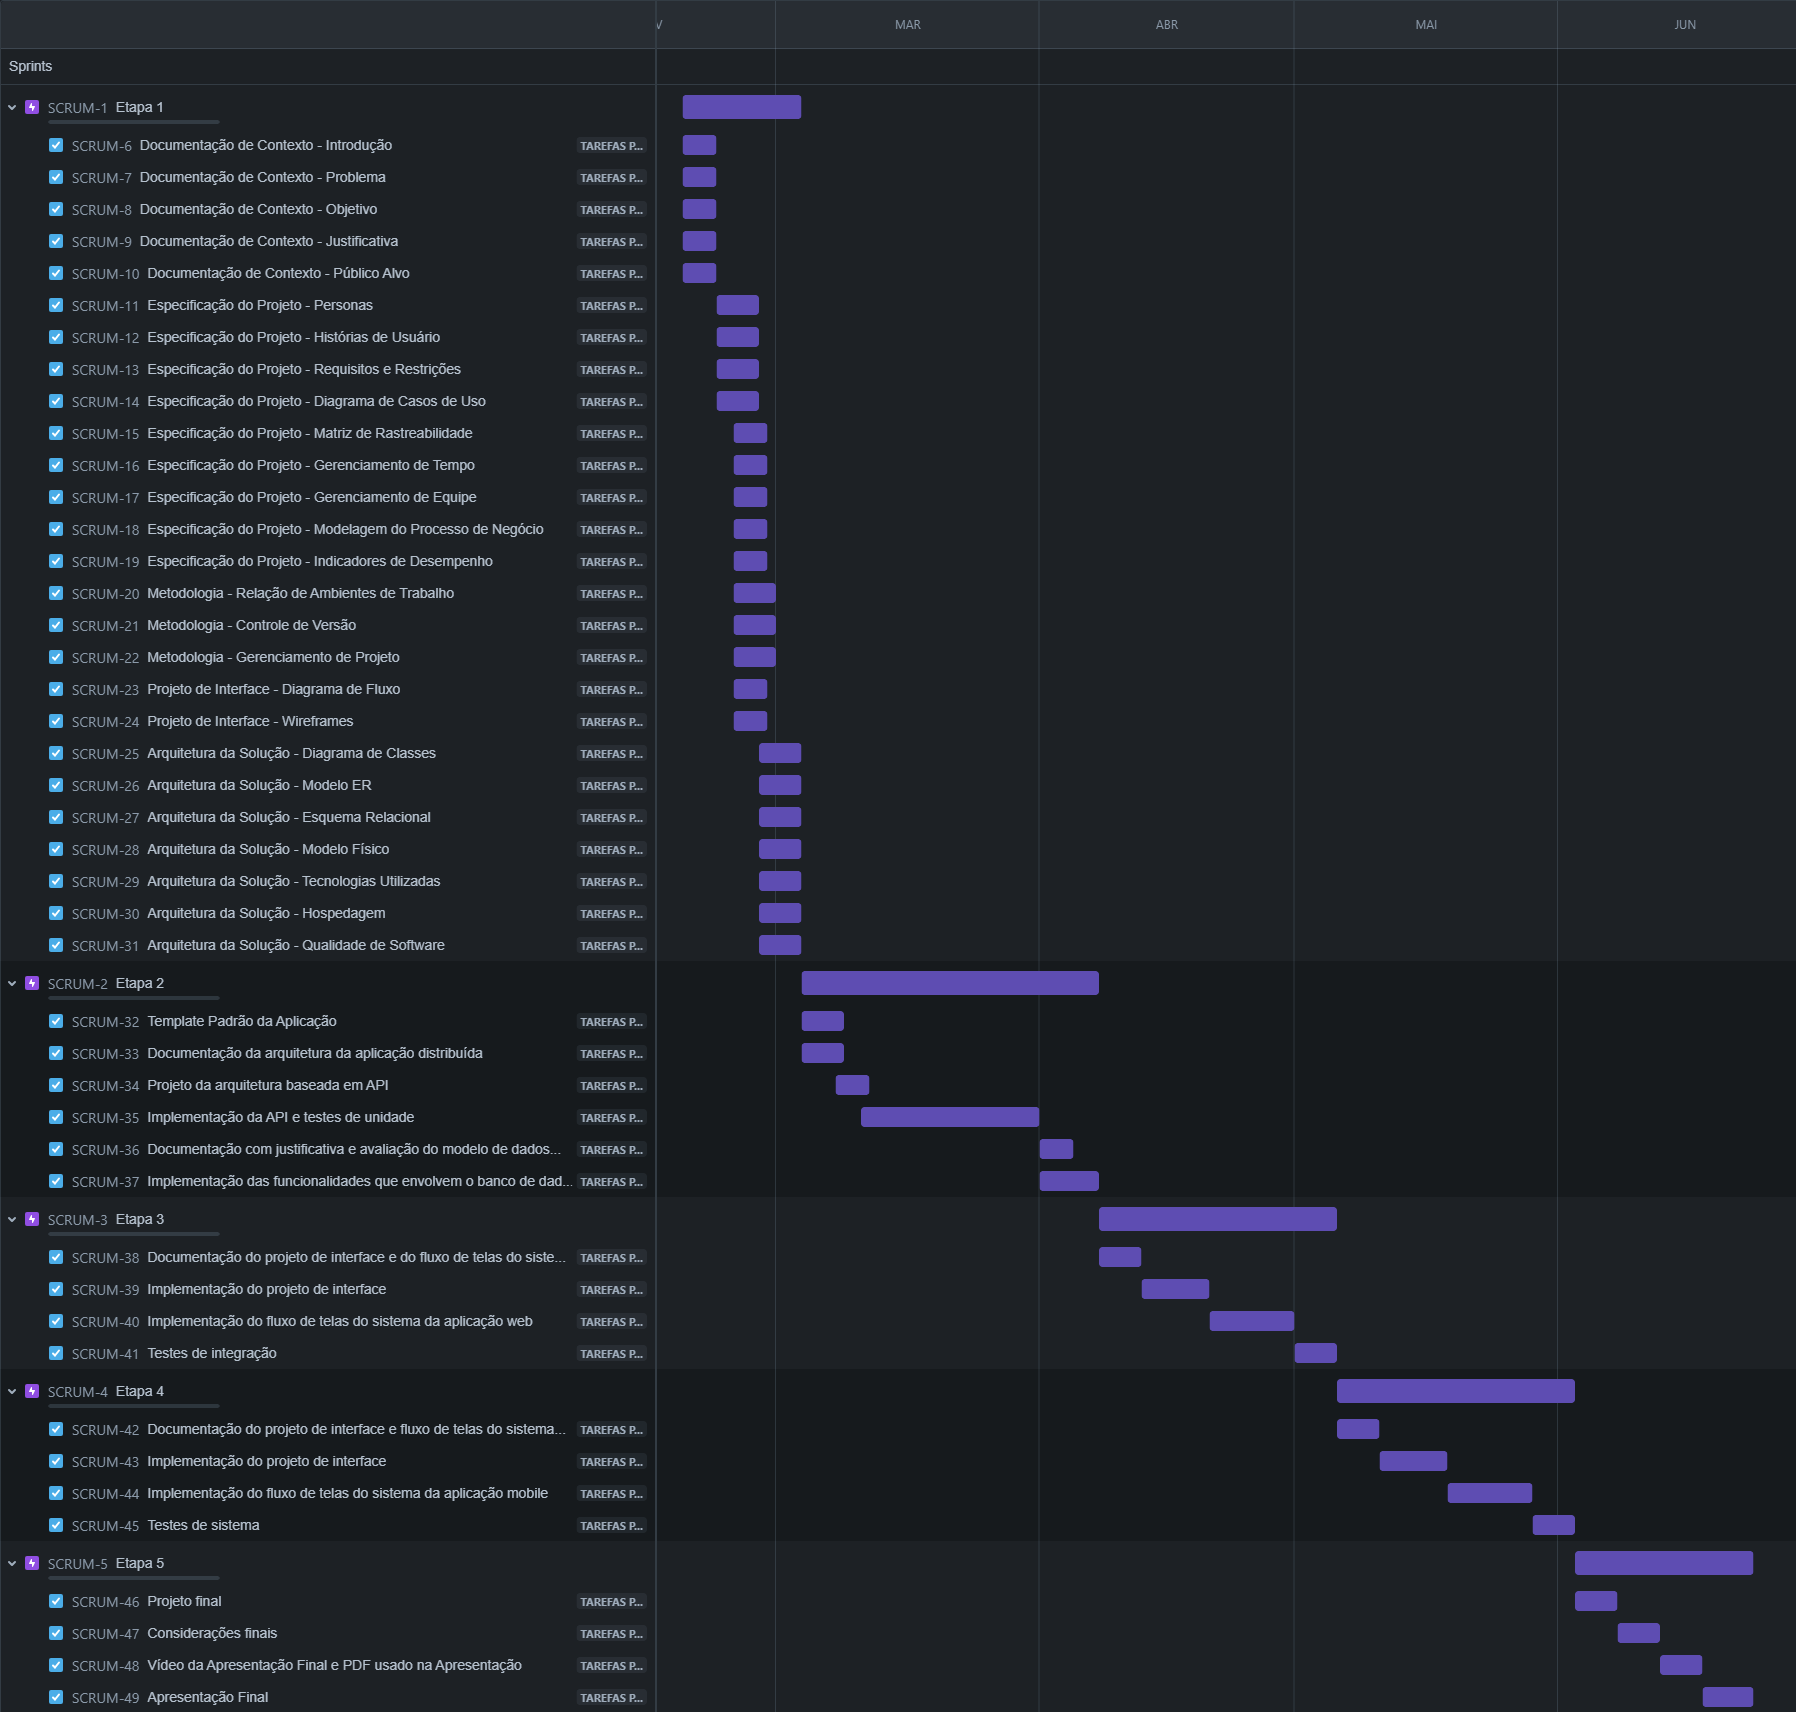 V MAR ABR MAI JUN
Sprints
SCRUM-1 Etapa 1
SCRUM-6 Documentação de Contexto - Introdução TAREFAS P...
SCRUM-7 Documentação de Contexto - Problema TAREFAS P...
SCRUM-8 Documentação de Contexto - Objetivo TAREFAS P...
SCRUM-9 Documentação de Contexto - Justificativa TAREFAS P...
SCRUM-10 Documentação de Contexto - Público Alvo TAREFAS P...
SCRUM-11 Especificação do Projeto - Personas TAREFAS P...
SCRUM-12 Especificação do Projeto - Histórias de Usuário TAREFAS P...
SCRUM-13 Especificação do Projeto - Requisitos e Restrições TAREFAS P...
SCRUM-14 Especificação do Projeto - Diagrama de Casos de Uso TAREFAS P...
SCRUM-15 Especificação do Projeto - Matriz de Rastreabilidade TAREFAS P...
SCRUM-16 Especificação do Projeto - Gerenciamento de Tempo TAREFAS P...
SCRUM-17 Especificação do Projeto - Gerenciamento de Equipe TAREFAS P...
SCRUM-18 Especificação do Projeto - Modelagem do Processo de Negócio TAREFAS P...
SCRUM-19 Especificação do Projeto - Indicadores de Desempenho TAREFAS P...
SCRUM-20 Metodologia - Relação de Ambientes de Trabalho TAREFAS P...
SCRUM-21 Metodologia - Controle de Versão TAREFAS P...
SCRUM-22 Metodologia - Gerenciamento de Projeto TAREFAS P...
SCRUM-23 Projeto de Interface - Diagrama de Fluxo TAREFAS P...
SCRUM-24 Projeto de Interface - Wireframes TAREFAS P...
SCRUM-25 Arquitetura da Solução - Diagrama de Classes TAREFAS P...
SCRUM-26 Arquitetura da Solução - Modelo ER TAREFAS P...
SCRUM-27 Arquitetura da Solução - Esquema Relacional TAREFAS P...
SCRUM-28 Arquitetura da Solução - Modelo Físico TAREFAS P...
SCRUM-29 Arquitetura da Solução - Tecnologias Utilizadas TAREFAS P...
SCRUM-30 Arquitetura da Solução - Hospedagem TAREFAS P...
SCRUM-31 Arquitetura da Solução - Qualidade de Software TAREFAS P...
SCRUM-2 Etapa 2
SCRUM-32 Template Padrão da Aplicação TAREFAS P...
SCRUM-33 Documentação da arquitetura da aplicação distribuída TAREFAS P...
SCRUM-34 Projeto da arquitetura baseada em API TAREFAS P...
SCRUM-35 Implementação da API e testes de unidade TAREFAS P...
SCRUM-36 Documentação com justificativa e avaliação do modelo de dados... TAREFAS P...
SCRUM-37 Implementação das funcionalidades que envolvem o banco de dad... TAREFAS P...
SCRUM-3 Etapa 3
SCRUM-38 Documentação do projeto de interface e do fluxo de telas do siste... TAREFAS P...
SCRUM-39 Implementação do projeto de interface TAREFAS P...
SCRUM-40 Implementação do fluxo de telas do sistema da aplicação web TAREFAS P...
SCRUM-41 Testes de integração TAREFAS P...
SCRUM-4 Etapa 4
SCRUM-42 Documentação do projeto de interface e fluxo de telas do sistema... TAREFAS P...
SCRUM-43 Implementação do projeto de interface TAREFAS P...
SCRUM-44 Implementação do fluxo de telas do sistema da aplicação mobile TAREFAS P...
SCRUM-45 Testes de sistema TAREFAS P...
SCRUM-5 Etapa 5
SCRUM-46 Projeto final TAREFAS P...
SCRUM-47 Considerações finais TAREFAS P...
SCRUM-48 Vídeo da Apresentação Final e PDF usado na Apresentação TAREFAS P...
SCRUM-49 Apresentação Final TAREFAS P...